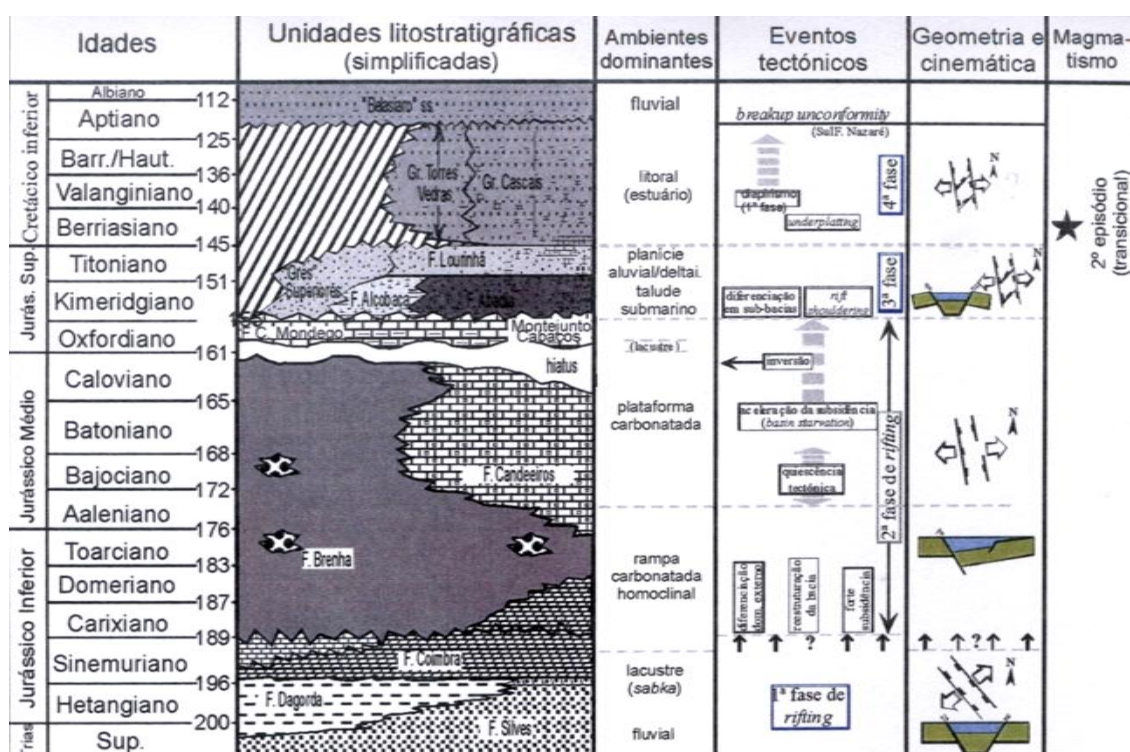 Idades
Unidades litostratigráficas
(simplificadas)
Ambientes
dominantes
Eventos
tectónicos
Geometria e
cinemática
Magma-
tismo
Cretácico inferior
Jurás. Sup.
Jurássico Médio
Jurássico Inferior
Trias
Albiano
Aptiano
Barr./Haut.
Valanginiano
Berriasiano
Titoniano
Kimeridgiano
Oxfordiano
Caloviano
Batoniano
Bajociano
Aaleniano
Toarciano
Domeriano
Carixiano
Sinemuriano
Hetangiano
Sup.
112
125
136
140
145
151
161
165
168
172
176
183
187
189
196
200
"Belasiaro" ss.
Gr. Torres
Vedras
Gr. Cascais
F. Lourinhã
Grés
Superiores
F. Alcobaça
F. Abadia
C. Mondego
Montejunto
Cabaços
hiatus
F. Candeeiros
F. Brenha
F. Coimbra
F. Dagorda
F. Silves
fluvial
litoral
(estuário)
planície
aluvial/deltai.
talude
submarino
(lacustre)
plataforma
carbonatada
rampa
carbonatada
homoclinal
lacustre
(sabka)
fluvial
breakup unconformity
(SulF. Nazaré)
diapirismo
(1ª fase)
underplatting
4ª fase
diferenciação
em sub-bacias
rift
shouldering
3ª fase
inversão
aceleração da subsidência
(basin starvation)
quiescência
tectónica
2ª fase de rifting
diferenciação
dom. externo
reestruturação
da bacia
forte
subsidência
?
1ª fase de
rifting
N
N
N
?
N
2º episódio
(transicional)